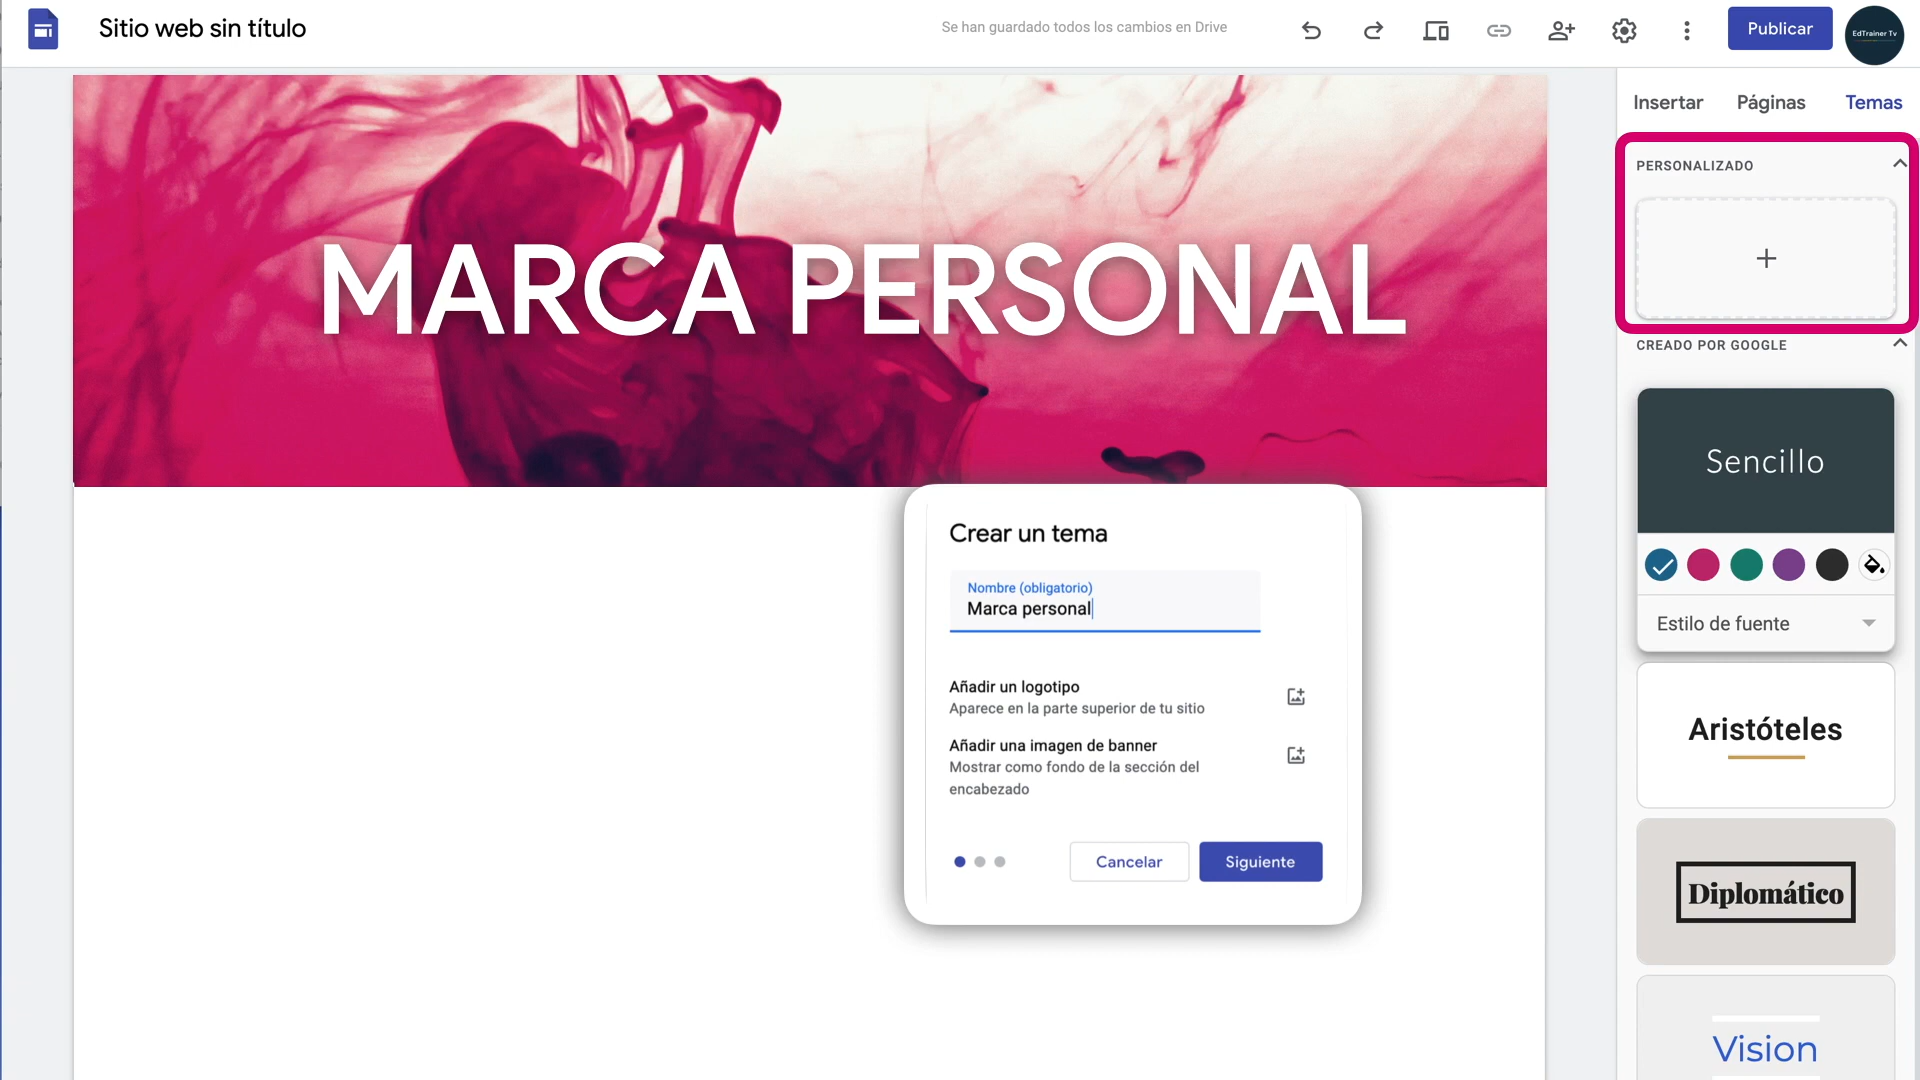 Sitio web sin título
Se han guardado todos los cambios en Drive
Publicar
EdTrainer Tv
Insertar
Páginas
Temas
PERSONALIZADO
CREADO POR GOOGLE
Sencillo
Estilo de fuente
Aristóteles
Diplomático
Vision
MARCA PERSONAL
Crear un tema
Nombre (obligatorio)
Marca personal
Añadir un logotipo
Aparece en la parte superior de tu sitio
Añadir una imagen de banner
Mostrar como fondo de la sección del
encabezado
Cancelar
Siguiente